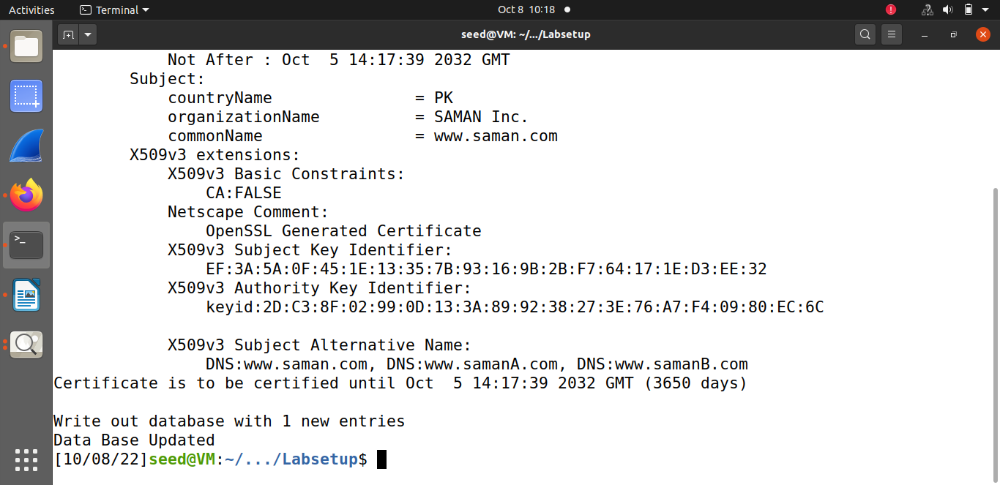 Activities Terminal Oct 8 10:18
seed@VM: ~/.../Labsetup
Not After : Oct  5 14:17:39 2032 GMT
Subject:
countryName = PK
organizationName = SAMAN Inc.
commonName = www.saman.com
X509v3 extensions:
X509v3 Basic Constraints:
CA:FALSE
Netscape Comment:
OpenSSL Generated Certificate
X509v3 Subject Key Identifier:
EF:3A:5A:0F:45:1E:13:35:7B:93:16:9B:2B:F7:64:17:1E:D3:EE:32
X509v3 Authority Key Identifier:
keyid:2D:C3:8F:02:99:0D:13:3A:89:92:38:27:3E:76:A7:F4:09:80:EC:6C
X509v3 Subject Alternative Name:
DNS:www.saman.com, DNS:www.samanA.com, DNS:www.samanB.com
Certificate is to be certified until Oct  5 14:17:39 2032 GMT (3650 days)
Write out database with 1 new entries
Data Base Updated
[10/08/22]seed@VM:~/.../Labsetup$